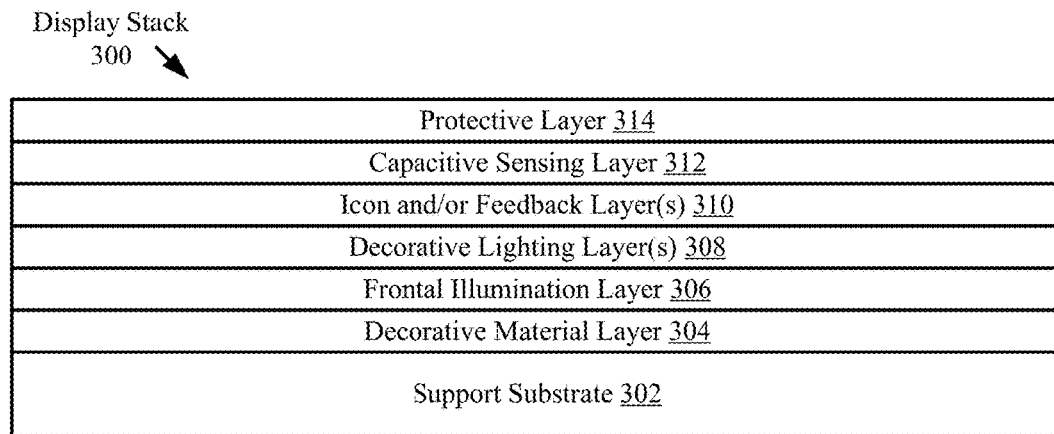 Display Stack
300
Protective Layer 314
Capacitive Sensing Layer 312
Icon and/or Feedback Layer(s) 310
Decorative Lighting Layer(s) 308
Frontal Illumination Layer 306
Decorative Material Layer 304
Support Substrate 302